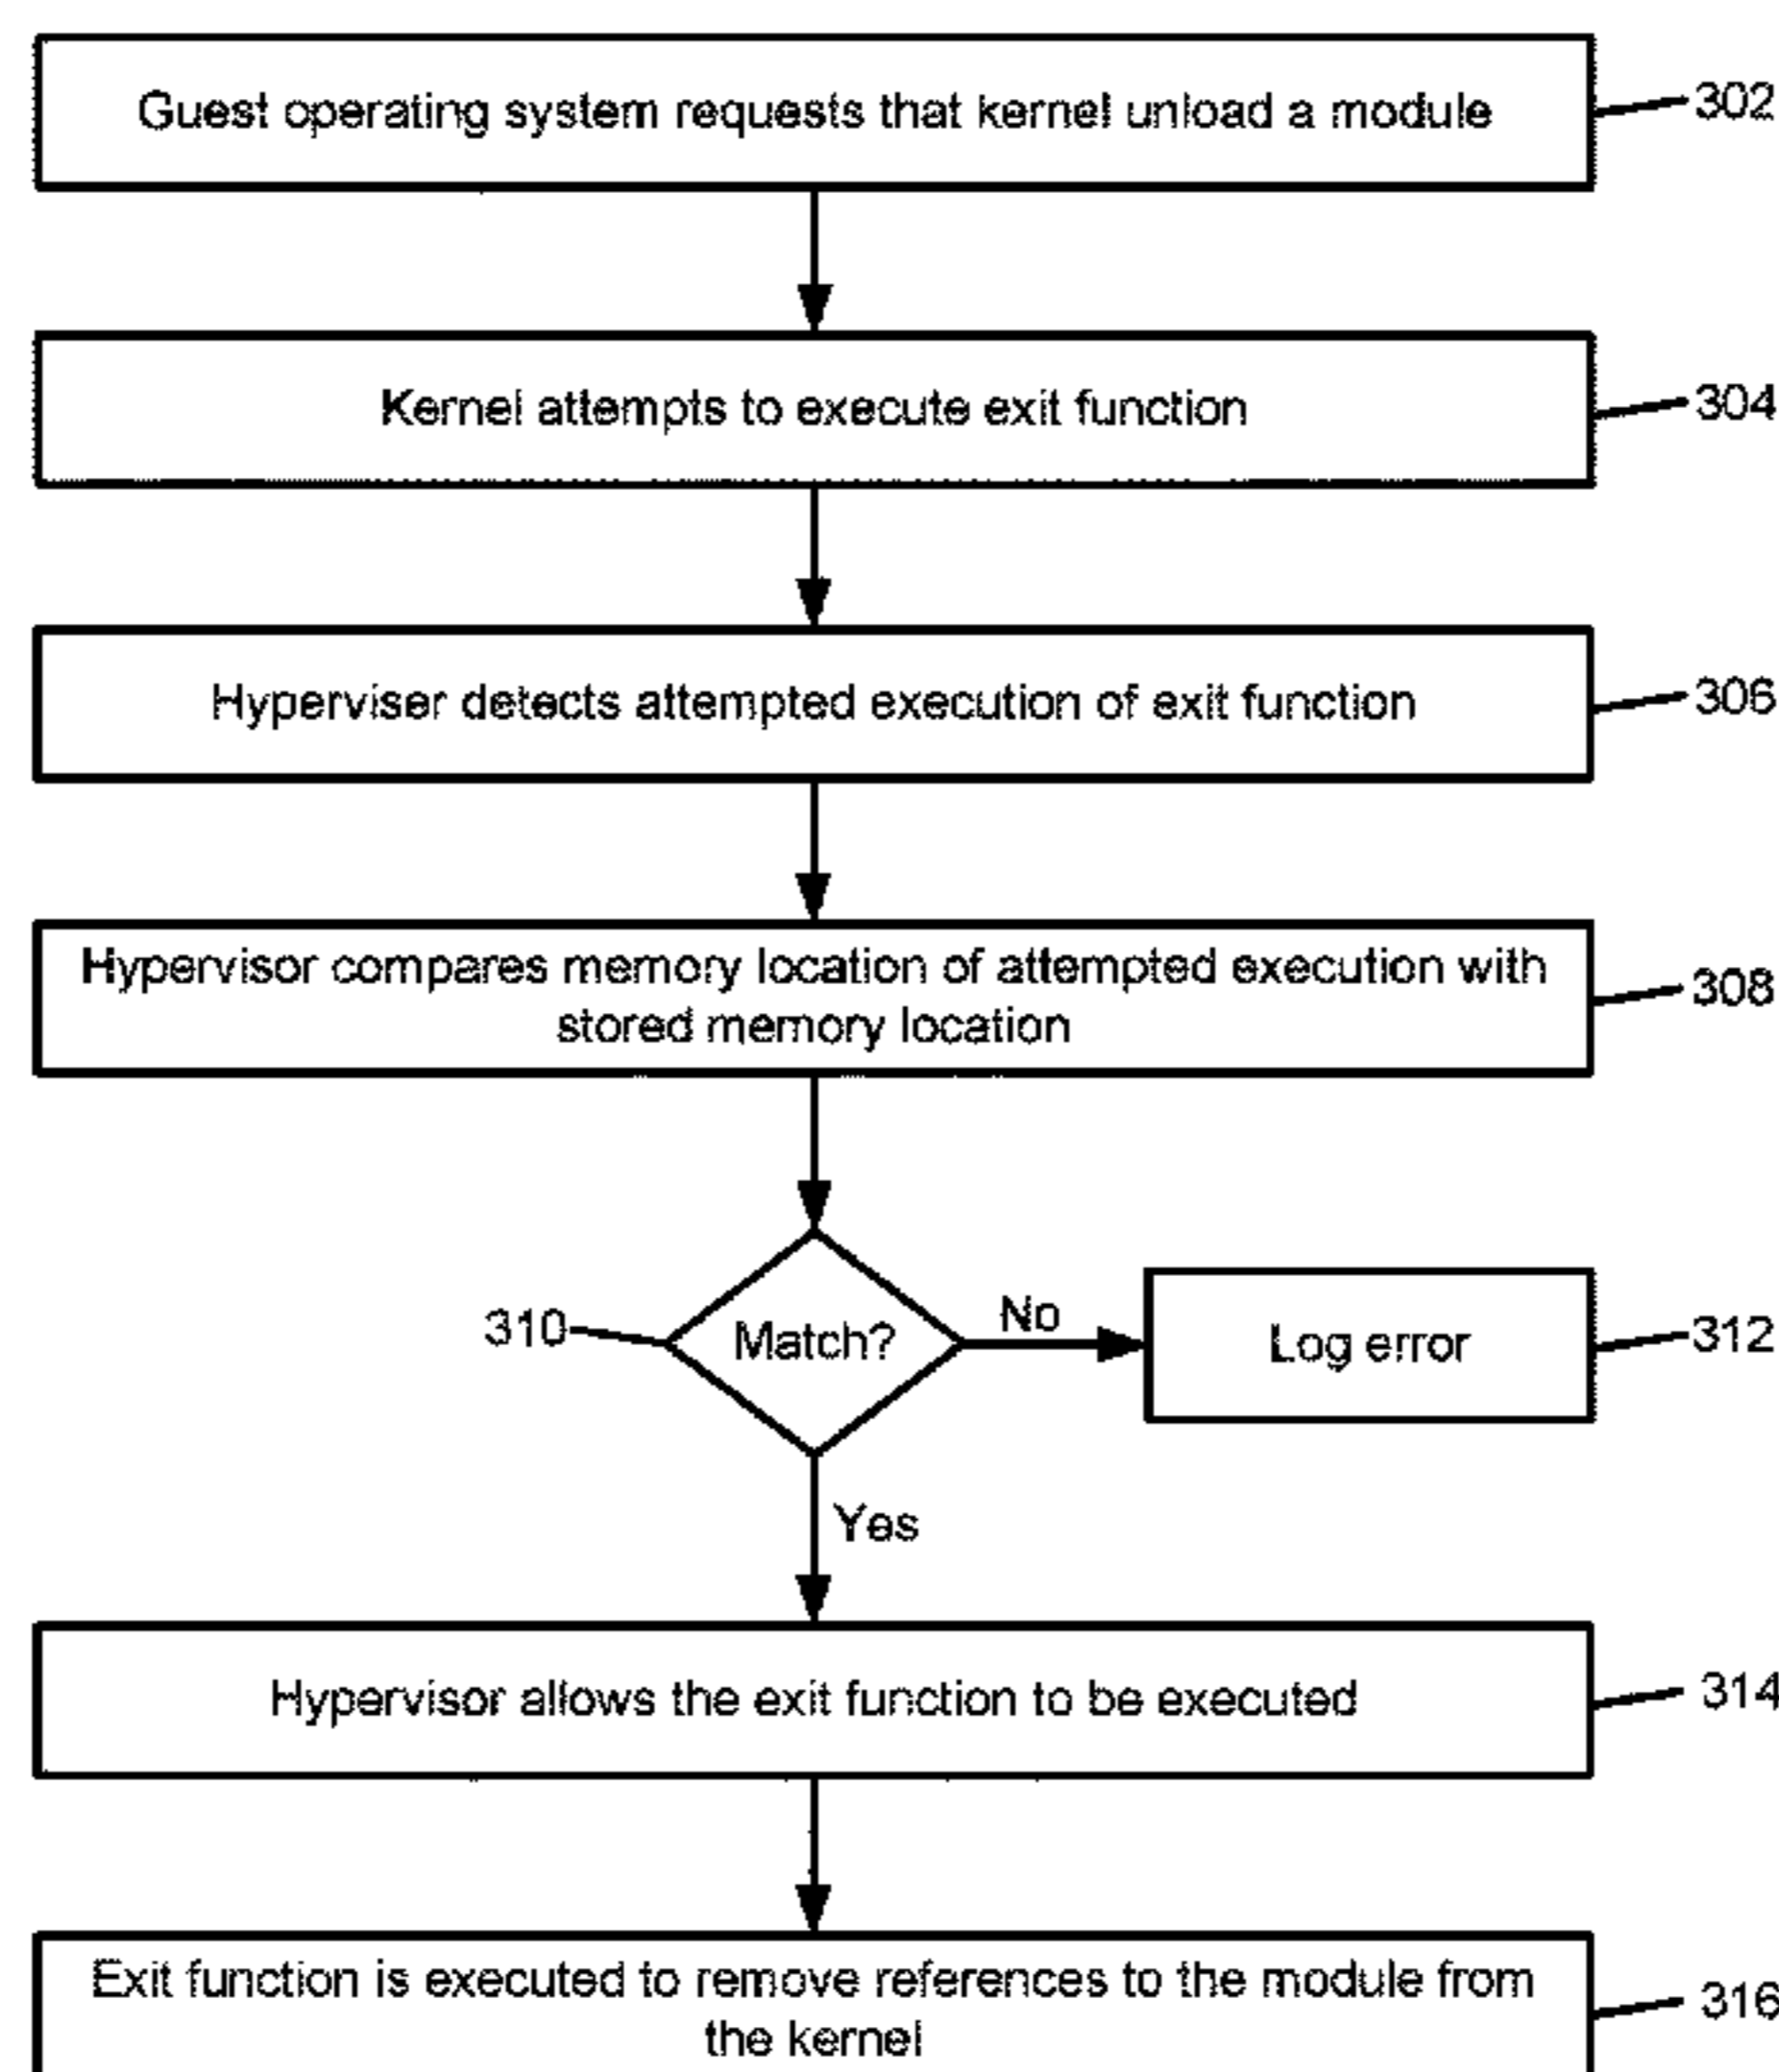 Guest operating system requests that kernel unload a module
302
Kernel attempts to execute exit function
304
Hyperviser detects attempted execution of exit function
306
Hypervisor compares memory location of attempted execution with
stored memory location
308
310
Match?
No
Log error
312
Yes
Hypervisor allows the exit function to be executed
314
Exit function is executed to remove references to the module from
the kernel
316